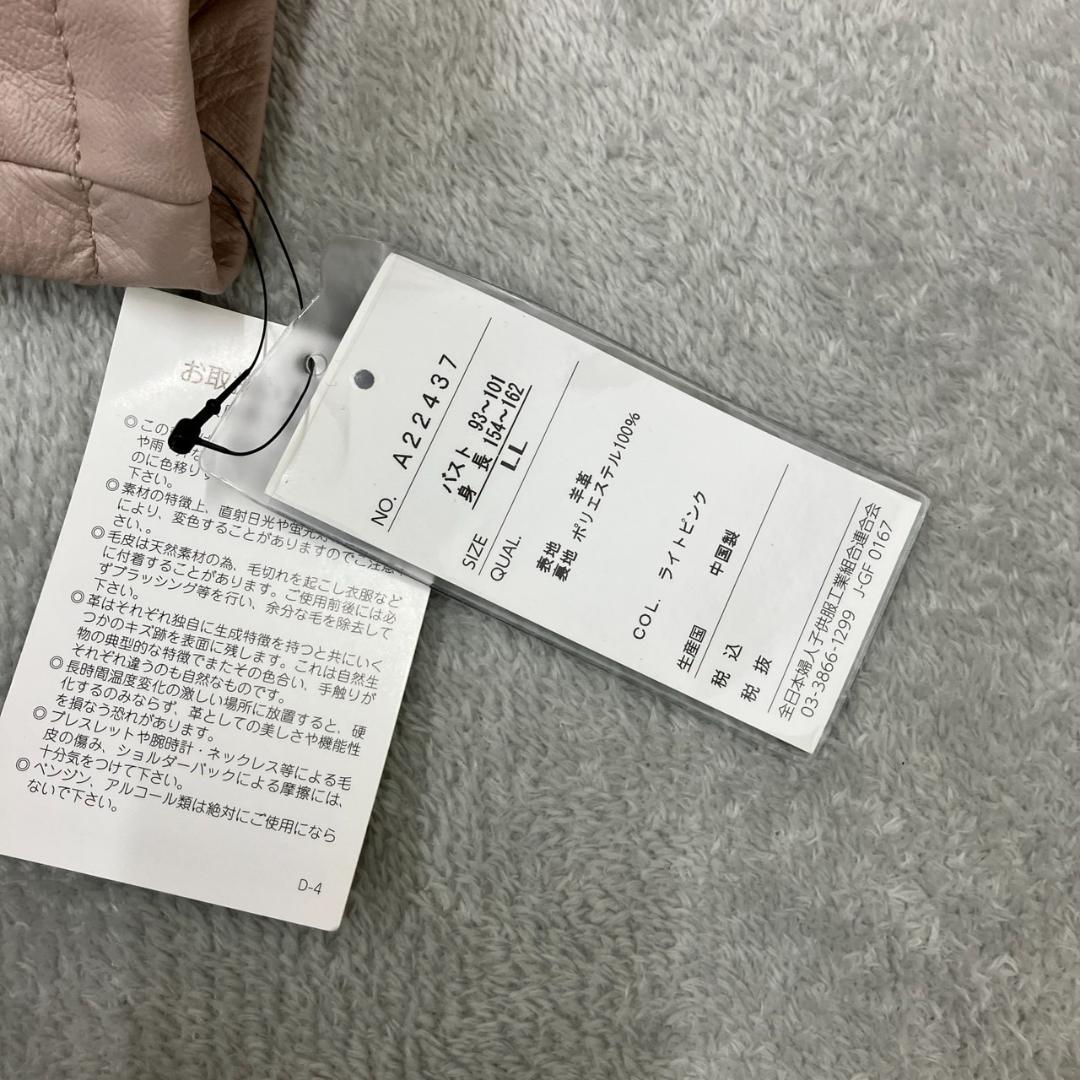 NO. A22437
バスト 93~101
身 長 154~162
SIZE LL
QUAL.
表地 羊革
裏地 ポリエステル100%
COL. ライトピンク
生産国 中国製
税 込
税 抜
全日本婦人子供服工業組合連合会
03-3866-1299 J-GF 0167
お取
◎この
や雨
のに色移り
下さい。
◎素材の特徴上、直射日光や蛍光
により、変色することがありますのでご注意
さい。
◎毛皮は天然素材の為、毛切れを起こし衣服など
に付着することがあります。ご使用前後には必
ずブラッシング等を行い、余分な毛を除去して
下さい。
◎革はそれぞれ独自に生成特徴を持つと共にいく
つかのキズ跡を表面に残します。これは自然生
物の典型的な特徴でまたその色合い、手触りが
それぞれ違うのも自然なものです。
◎長時間温度変化の激しい場所に放置すると、硬
化するのみならず、革としての美しさや機能性
を損なう恐れがあります。
◎ブレスレットや腕時計・ネックレス等による毛
皮の傷み、ショルダーバックによる摩擦には、
十分気をつけて下さい。
◎ベンジン、アルコール類は絶対にご使用になら
ないで下さい。
D-4